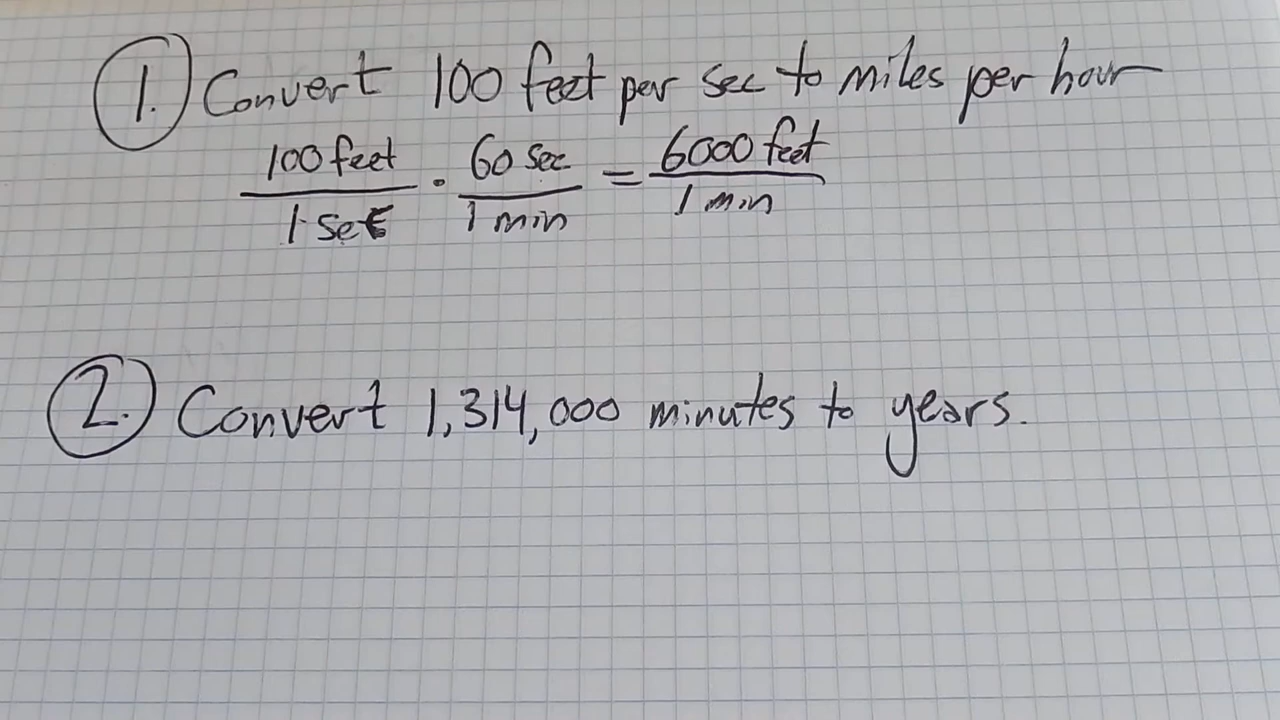 1. Convert 100 feet per sec to miles per hour
100 feet / 1 sec · 60 sec / 1 min = 6000 feet / 1 min
2. Convert 1,314,000 minutes to years.